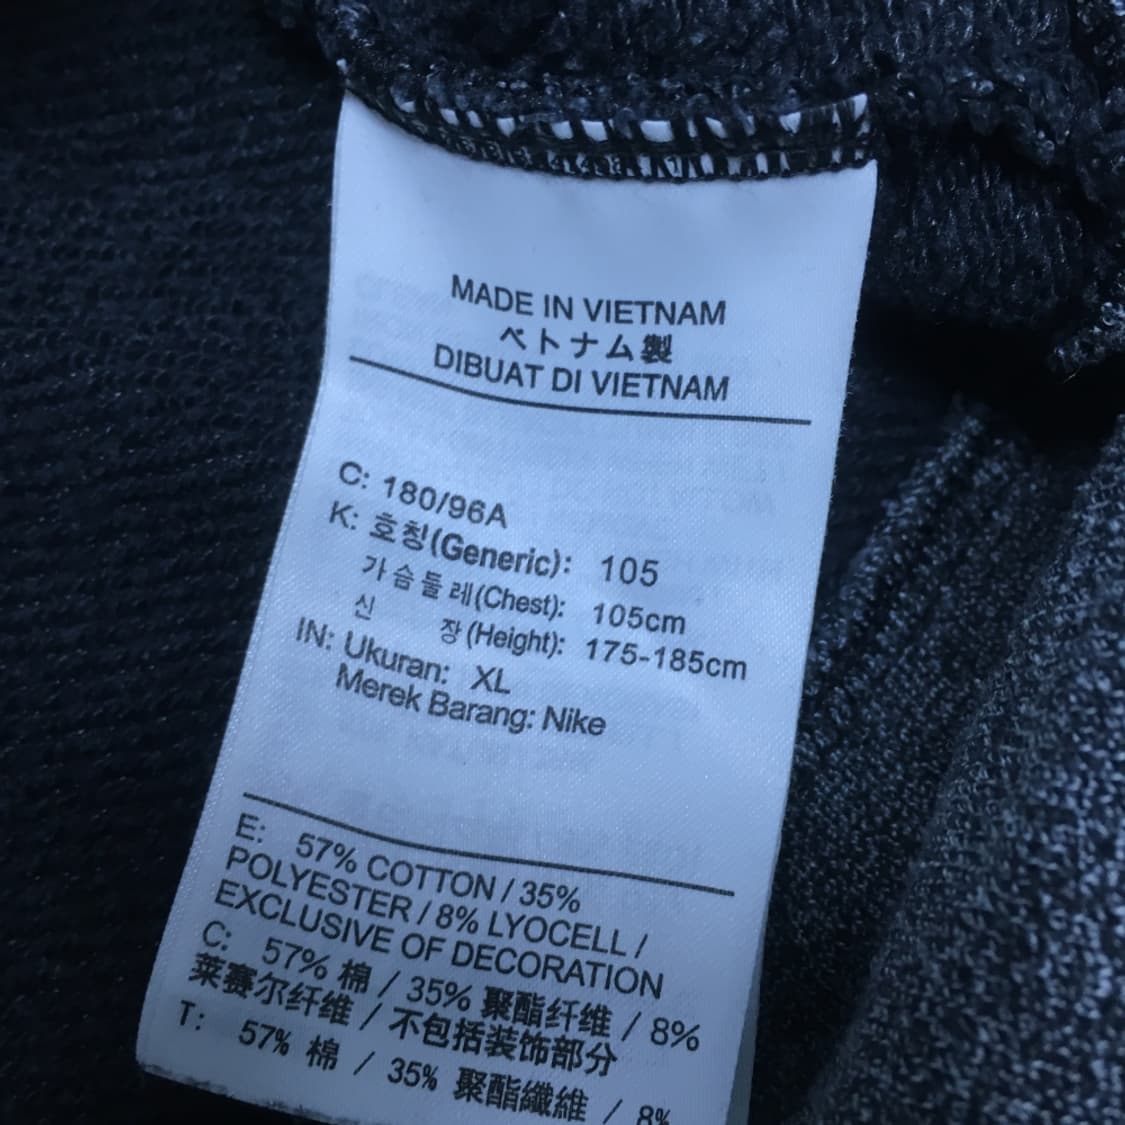 MADE IN VIETNAM
ベトナム製
DIBUAT DI VIETNAM
C: 180/96A
K: 호칭(Generic): 105
가슴둘레(Chest): 105cm
신 장(Height): 175-185cm
IN: Ukuran: XL
Merek Barang: Nike
E: 57% COTTON / 35%
POLYESTER / 8% LYOCELL /
EXCLUSIVE OF DECORATION
C: 57% 棉 / 35% 聚酯纤维 / 8%
莱赛尔纤维 / 不包括装饰部分
T: 57% 棉 / 35% 聚酯纖維 / 8%